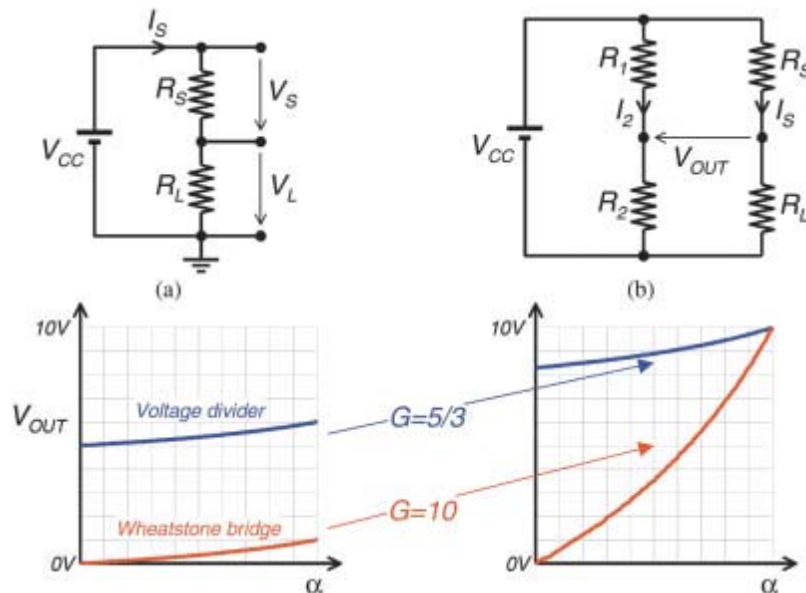 I_S
R_S
V_S
V_CC
R_L
V_L
(a)
R_1
R_S
I_2
I_S
V_CC
V_OUT
R_2
R_L
(b)
10V
V_OUT
Voltage divider
Wheatstone bridge
0V
α
G=5/3
G=10
10V
0V
α